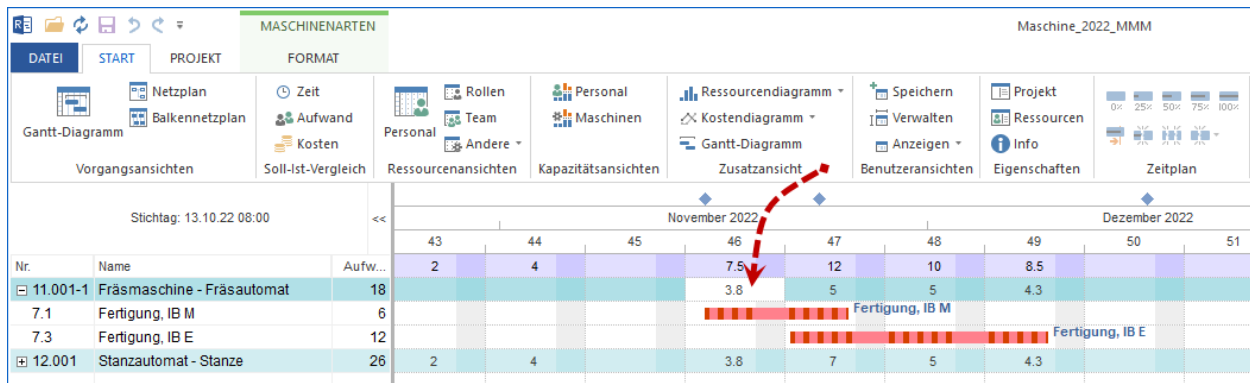 MASCHINENARTEN Maschine_2022_MMM
DATEI START PROJEKT FORMAT
Netzplan Zeit Rollen Personal Ressourcendiagramm Speichern Projekt
0% 25% 50% 75% 100%
Balkennetzplan Aufwand Team Maschinen Kostendiagramm Verwalten Ressourcen
Gantt-Diagramm Personal
Kosten Andere Gantt-Diagramm Anzeigen Info
Vorgangsansichten Soll-Ist-Vergleich Ressourcenansichten Kapazitätsansichten Zusatzansicht Benutzeransichten Eigenschaften Zeitplan
Stichtag: 13.10.22 08:00 << November 2022 Dezember 2022
43 44 45 46 47 48 49 50 51
Nr. Name Aufw... 2 4 7.5 12 10 8.5
11.001-1 Fräsmaschine - Fräsautomat 18 3.8 5 5 4.3
7.1 Fertigung, IB M 6 Fertigung, IB M
7.3 Fertigung, IB E 12 Fertigung, IB E
12.001 Stanzautomat - Stanze 26 2 4 3.8 7 5 4.3